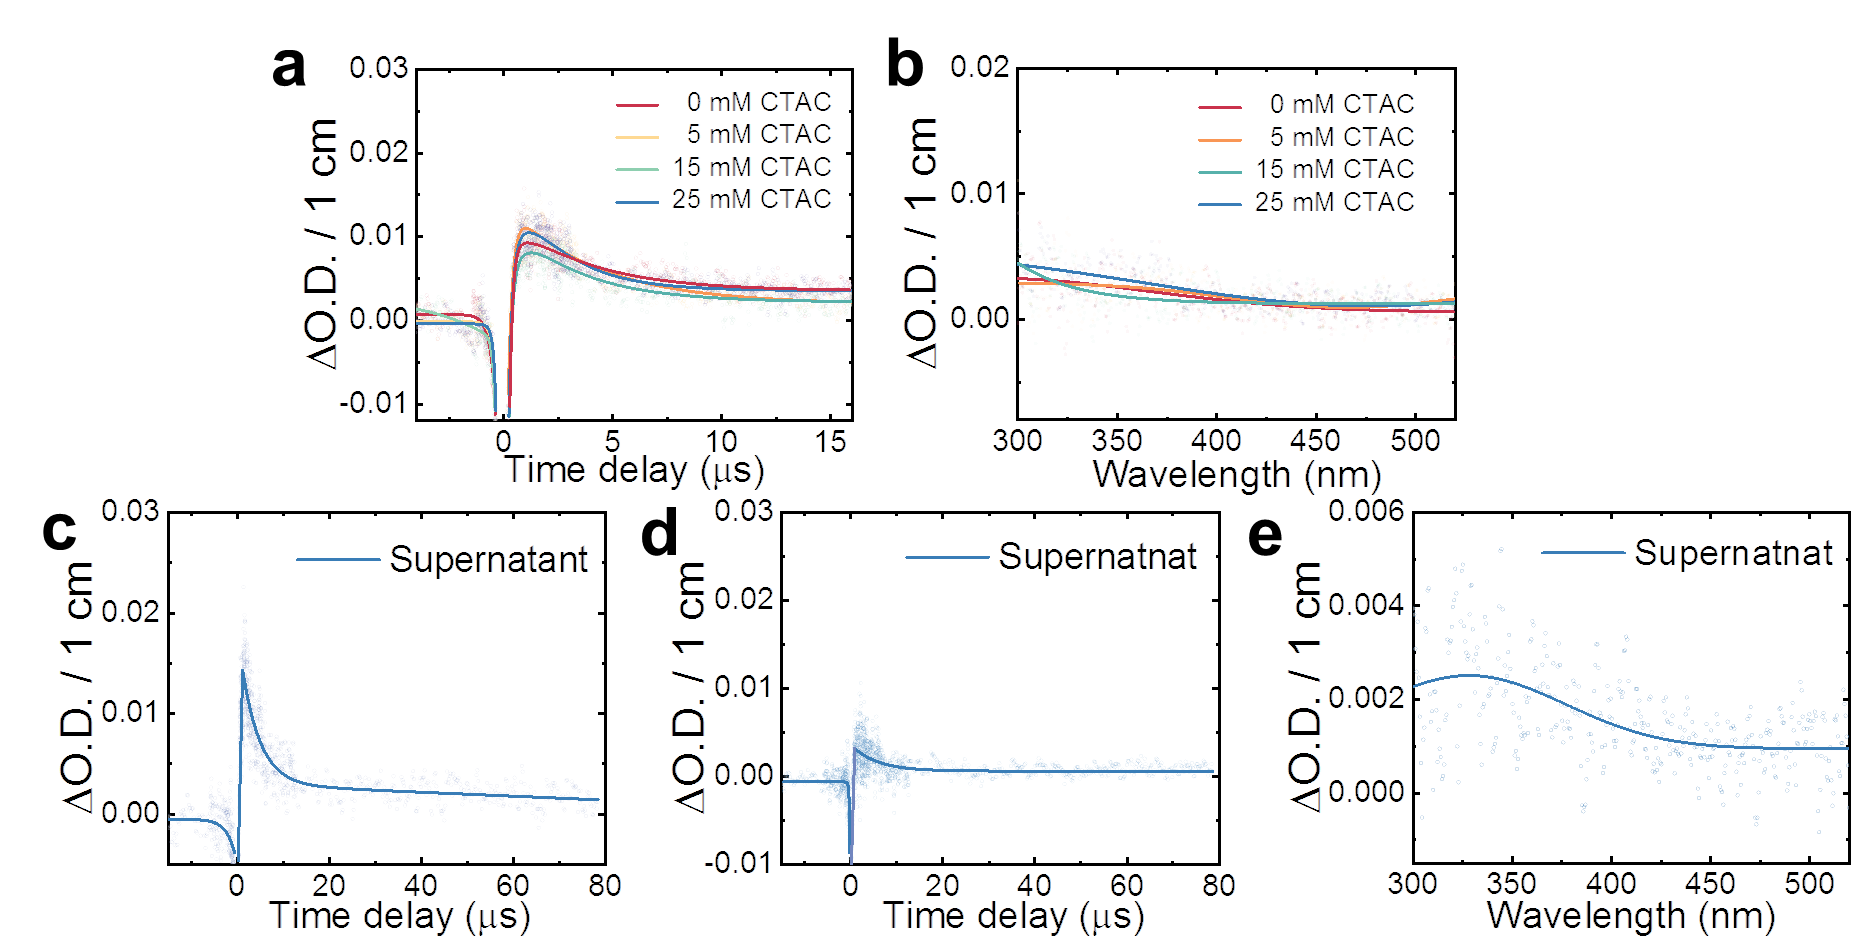 a
0.03
0.02
0.01
0.00
-0.01
ΔO.D. / 1 cm
0 mM CTAC
5 mM CTAC
15 mM CTAC
25 mM CTAC
0 5 10 15
Time delay (μs)
b
0.02
0.01
0.00
ΔO.D. / 1 cm
0 mM CTAC
5 mM CTAC
15 mM CTAC
25 mM CTAC
300 350 400 450 500
Wavelength (nm)
c
0.03
0.02
0.01
0.00
ΔO.D. / 1 cm
Supernatant
0 20 40 60 80
Time delay (μs)
d
0.03
0.02
0.01
0.00
-0.01
ΔO.D. / 1 cm
Supernatnat
0 20 40 60 80
Time delay (μs)
e
0.006
0.004
0.002
0.000
ΔO.D. / 1 cm
Supernatnat
300 350 400 450 500
Wavelength (nm)